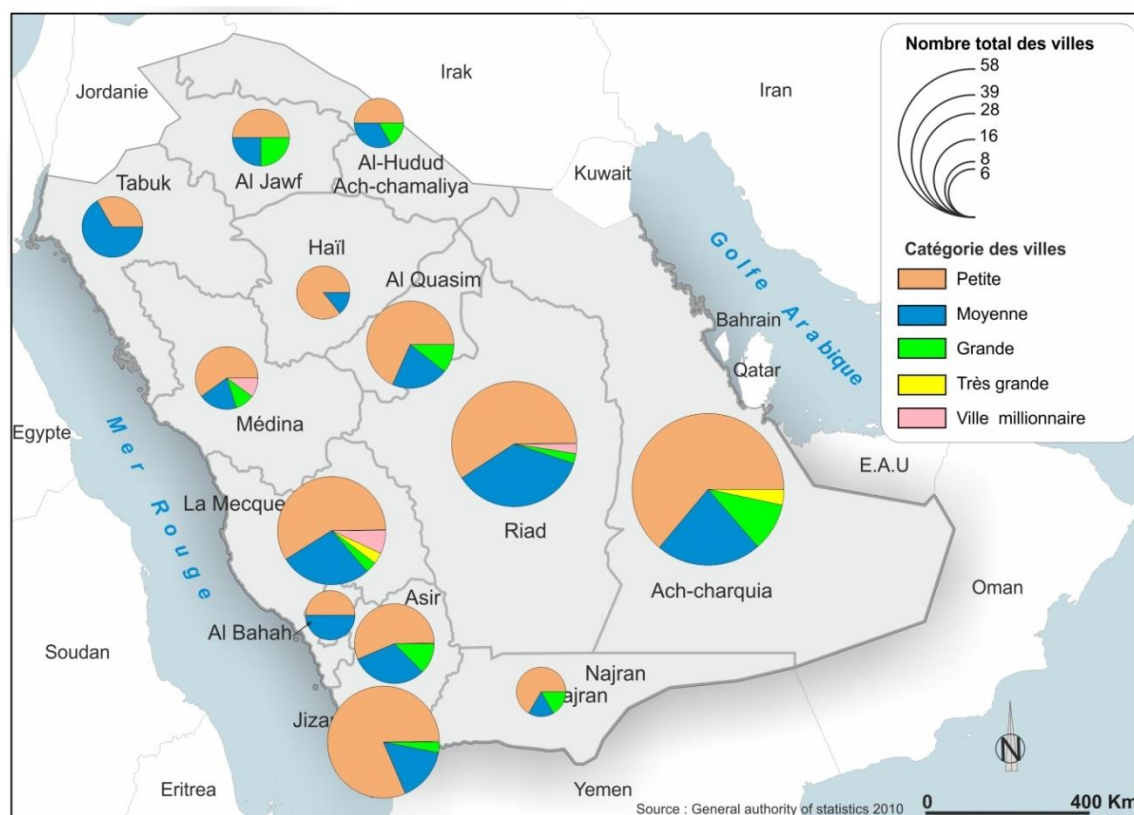 Nombre total des villes
58
39
28
16
8
6
Catégorie des villes
Petite
Moyenne
Grande
Très grande
Ville millionnaire
Jordanie
Irak
Iran
Kuwait
Al Jawf
Al-Hudud
Ach-chamaliya
Tabuk
Haïl
Al Quasim
Golfe Arabique
Bahrain
Qatar
Médina
Egypte
Mer Rouge
La Mecque
Riad
E.A.U
Ach-charquia
Oman
Asir
Al Bahah
Soudan
Najran
ajran
Jizan
Eritrea
Yemen
N
Source : General authority of statistics 2010
0
400 Km